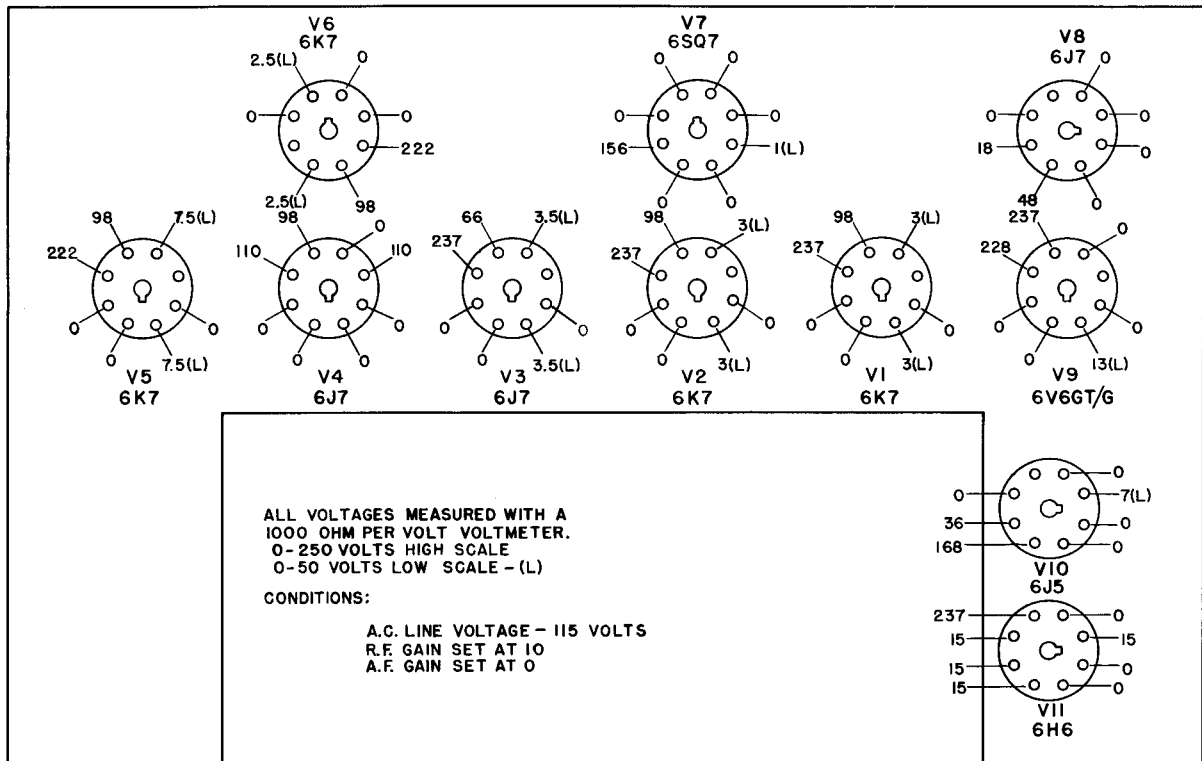 V6
6K7
2.5(L) 0
0 0
222
2.5(L) 98
V7
6SQ7
0 0
0 0
156 1(L)
0 0
V8
6J7
0
0 0
18 0
48 0
98 7.5(L)
222
0 0
0 7.5(L)
V5
6K7
98 0
110 110
0 0
0 0
V4
6J7
66 3.5(L)
237
0 0
0 3.5(L)
V3
6J7
98 3(L)
237
0 0
0 3(L)
V2
6K7
98 3(L)
237
0 0
0 3(L)
V1
6K7
237 0
228
0 0
0 13(L)
V9
6V6GT/G
0
0 7(L)
36 0
168 0
V10
6J5
237 0
15 15
15 0
15 0
V11
6H6
ALL VOLTAGES MEASURED WITH A
1000 OHM PER VOLT VOLTMETER.
0-250 VOLTS HIGH SCALE
0-50 VOLTS LOW SCALE-(L)
CONDITIONS:
A.C. LINE VOLTAGE-115 VOLTS
R.F. GAIN SET AT 10
A.F. GAIN SET AT 0